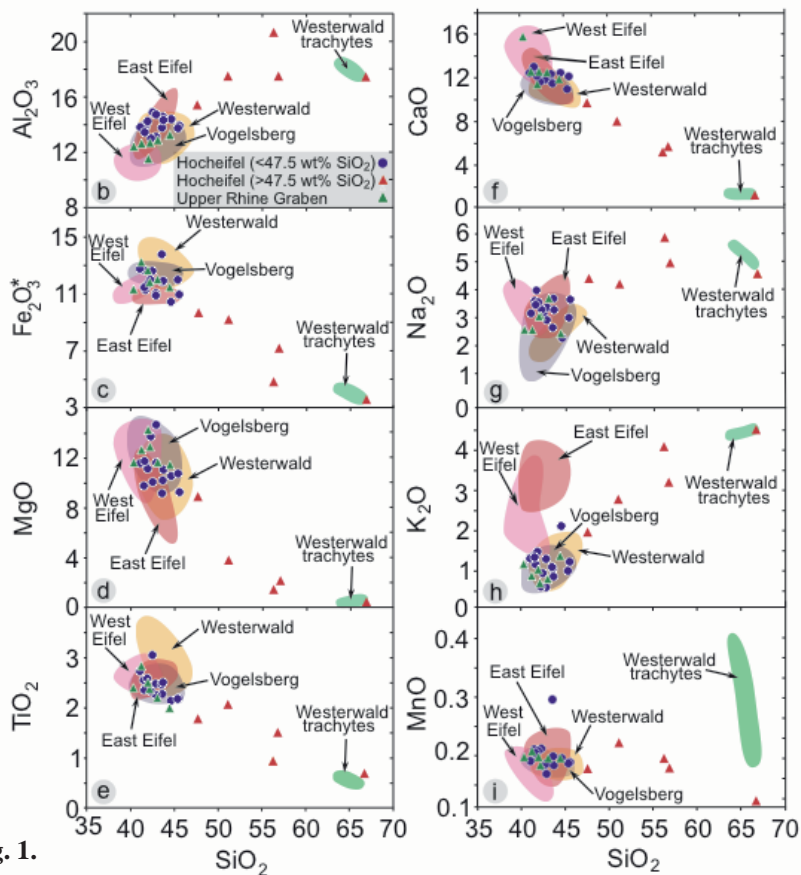 20
16
12
8
Al2O3
Westerwald
trachytes
East Eifel
West
Eifel
Westerwald
Vogelsberg
b
Hocheifel (<47.5 wt% SiO2)
Hocheifel (>47.5 wt% SiO2)
Upper Rhine Graben
15
11
7
3
Fe2O3*
West
Eifel
Westerwald
Vogelsberg
East Eifel
Westerwald
trachytes
c
12
8
4
0
MgO
Vogelsberg
Westerwald
West
Eifel
East Eifel
Westerwald
trachytes
d
3
2
1
0
TiO2
West
Eifel
Westerwald
Vogelsberg
East Eifel
Westerwald
trachytes
e
35 40 45 50 55 60 65 70
SiO2
16
12
8
4
0
CaO
West Eifel
East Eifel
Westerwald
Vogelsberg
Westerwald
trachytes
f
6
5
4
3
2
1
0
Na2O
West
Eifel
East Eifel
Westerwald
trachytes
Westerwald
Vogelsberg
g
4
3
2
1
0
K2O
West
Eifel
East Eifel
Westerwald
trachytes
Vogelsberg
Westerwald
h
0.4
0.3
0.2
0.1
MnO
Westerwald
trachytes
East Eifel
West
Eifel
Westerwald
Vogelsberg
i
35 40 45 50 55 60 65 70
SiO2
g. 1.